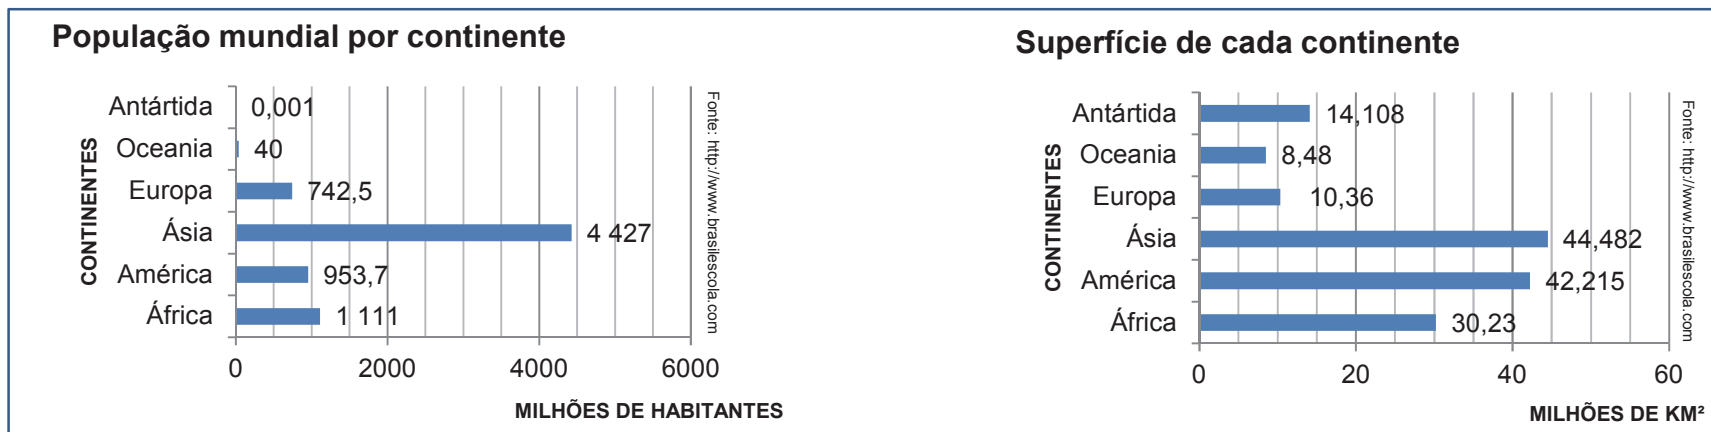 População mundial por continente
CONTINENTES
Antártida 0,001
Oceania 40
Europa 742,5
Ásia 4 427
América 953,7
África 1 111
0 2000 4000 6000
MILHÕES DE HABITANTES
Fonte: http://www.brasilescola.com
Superfície de cada continente
CONTINENTES
Antártida 14,108
Oceania 8,48
Europa 10,36
Ásia 44,482
América 42,215
África 30,23
0 20 40 60
MILHÕES DE KM²
Fonte: http://www.brasilescola.com